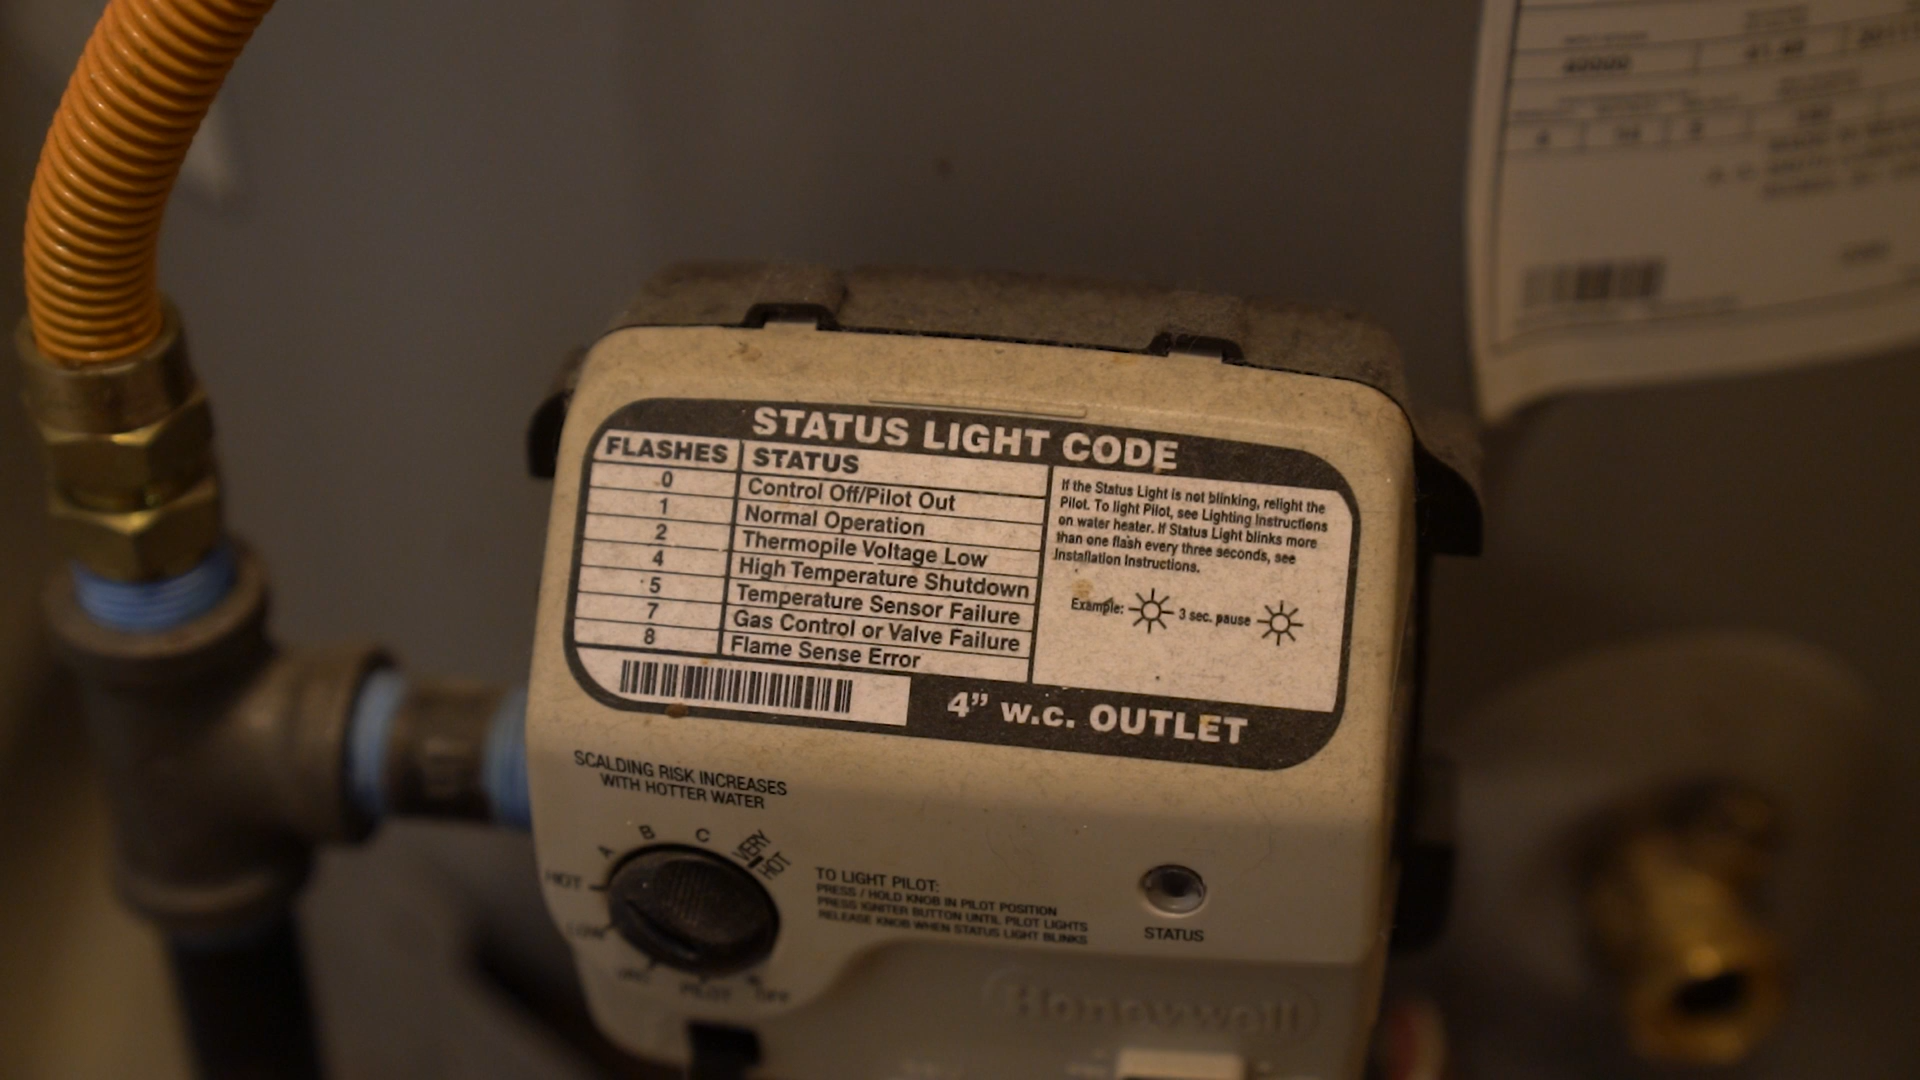 STATUS LIGHT CODE
FLASHES STATUS
0 Control Off/Pilot Out
1 Normal Operation
2 Thermopile Voltage Low
4 High Temperature Shutdown
5 Temperature Sensor Failure
7 Gas Control or Valve Failure
8 Flame Sense Error
If the Status Light is not blinking, relight the
Pilot. To light Pilot, see Lighting Instructions
on water heater. If Status Light blinks more
than one flash every three seconds, see
Installation Instructions.
Example: 3 sec. pause
4" w.c. OUTLET
SCALDING RISK INCREASES
WITH HOTTER WATER
VERY
HOT
C
B
A
HOT
LOW
VAC
PILOT
OFF
TO LIGHT PILOT:
PRESS / HOLD KNOB IN PILOT POSITION
PRESS IGNITER BUTTON UNTIL PILOT LIGHTS
RELEASE KNOB WHEN STATUS LIGHT BLINKS
STATUS
Honeywell